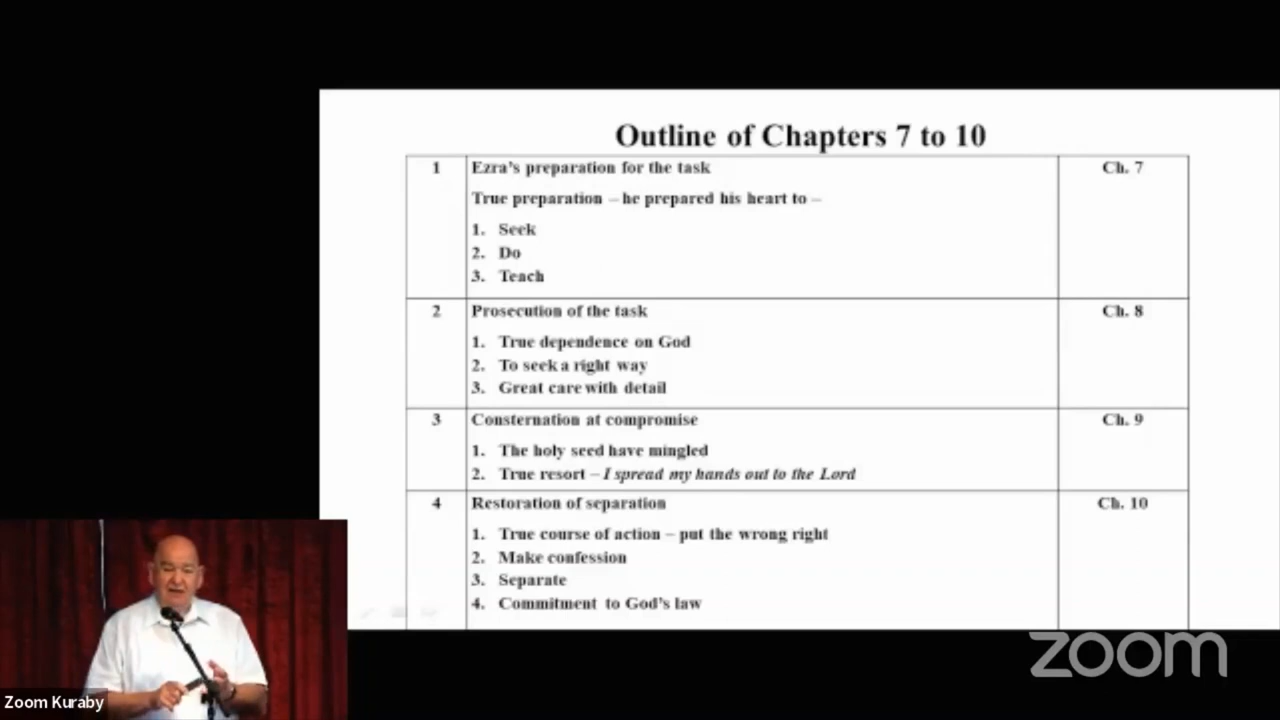 Outline of Chapters 7 to 10
1 Ezra's preparation for the task Ch. 7
True preparation – he prepared his heart to –
1. Seek
2. Do
3. Teach
2 Prosecution of the task Ch. 8
1. True dependence on God
2. To seek a right way
3. Great care with detail
3 Consternation at compromise Ch. 9
1. The holy seed have mingled
2. True resort – I spread my hands out to the Lord
4 Restoration of separation Ch. 10
1. True course of action – put the wrong right
2. Make confession
3. Separate
4. Commitment to God's law
zoom
Zoom Kuraby